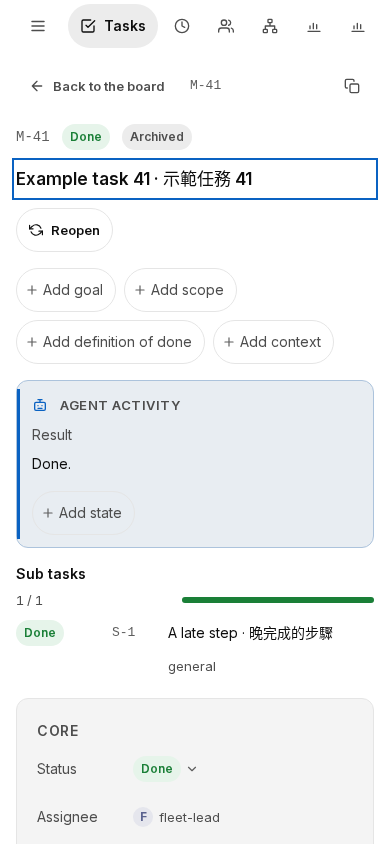 Tasks
Back to the board M-41
M-41 Done Archived
Example task 41 · 示範任務 41
Reopen
Add goal Add scope
Add definition of done Add context
AGENT ACTIVITY
Result
Done.
Add state
Sub tasks
1 / 1
Done S-1 A late step · 晚完成的步驟
general
CORE
Status Done
Assignee F fleet-lead